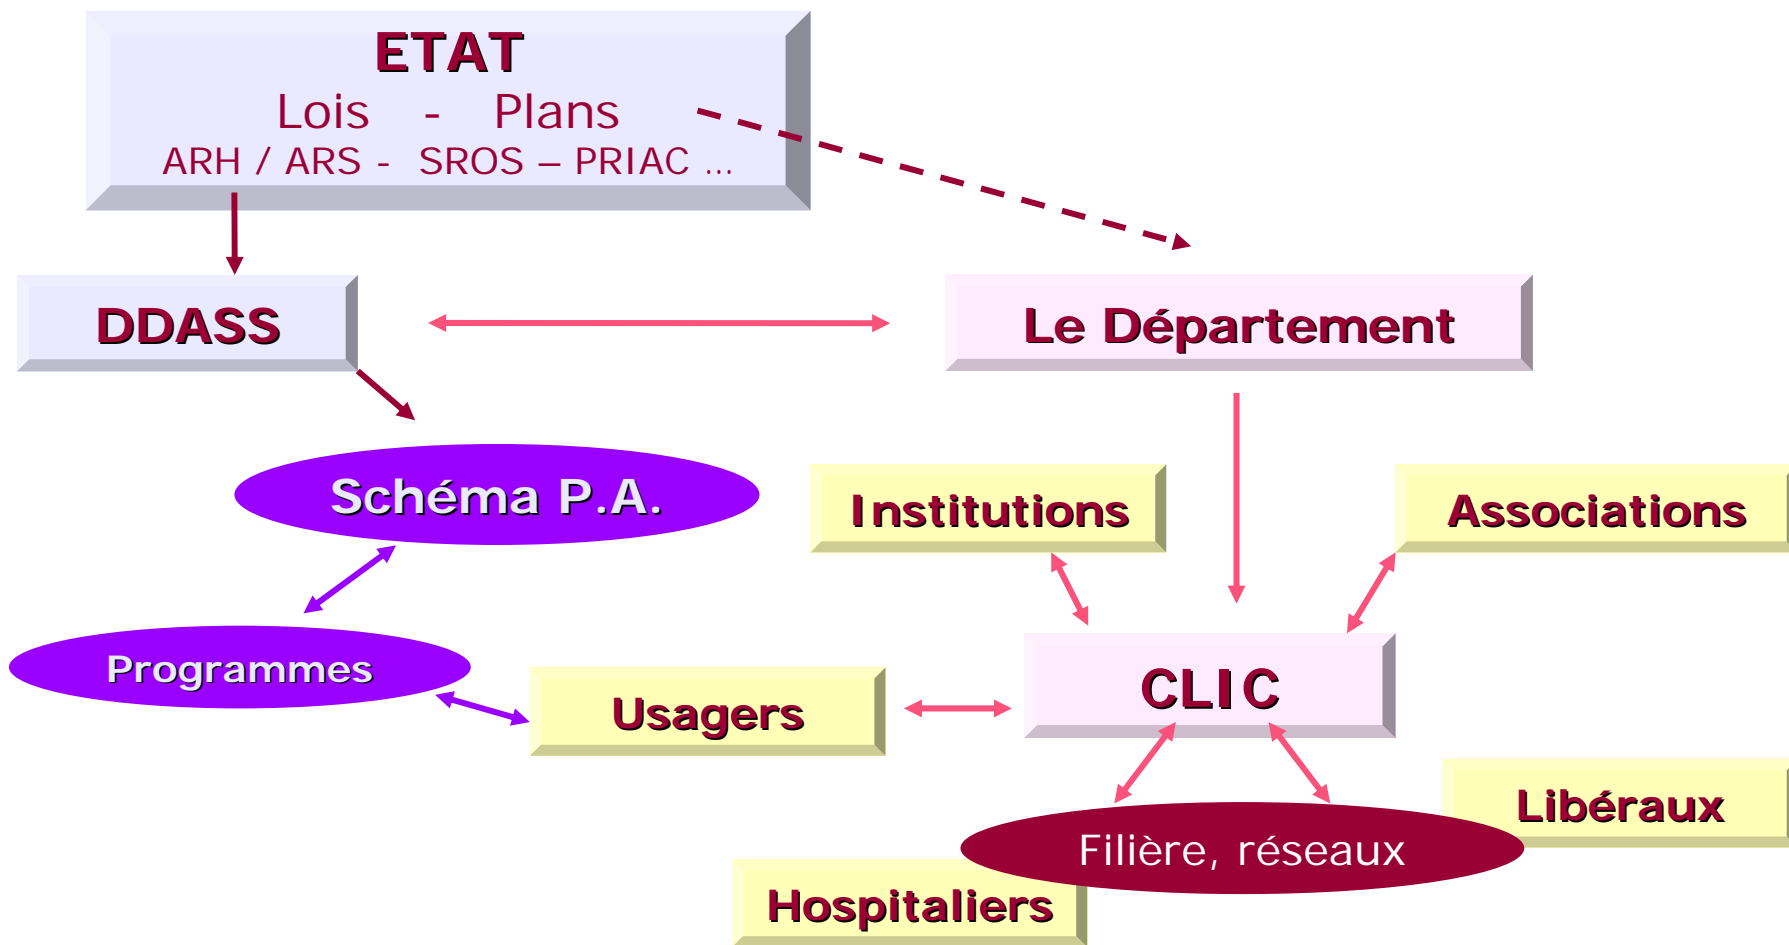 ETAT
Lois - Plans
ARH / ARS - SROS – PRIAC ...
DDASS
Le Département
Schéma P.A.
Institutions
Associations
Programmes
Usagers
CLIC
Libéraux
Filière, réseaux
Hospitaliers